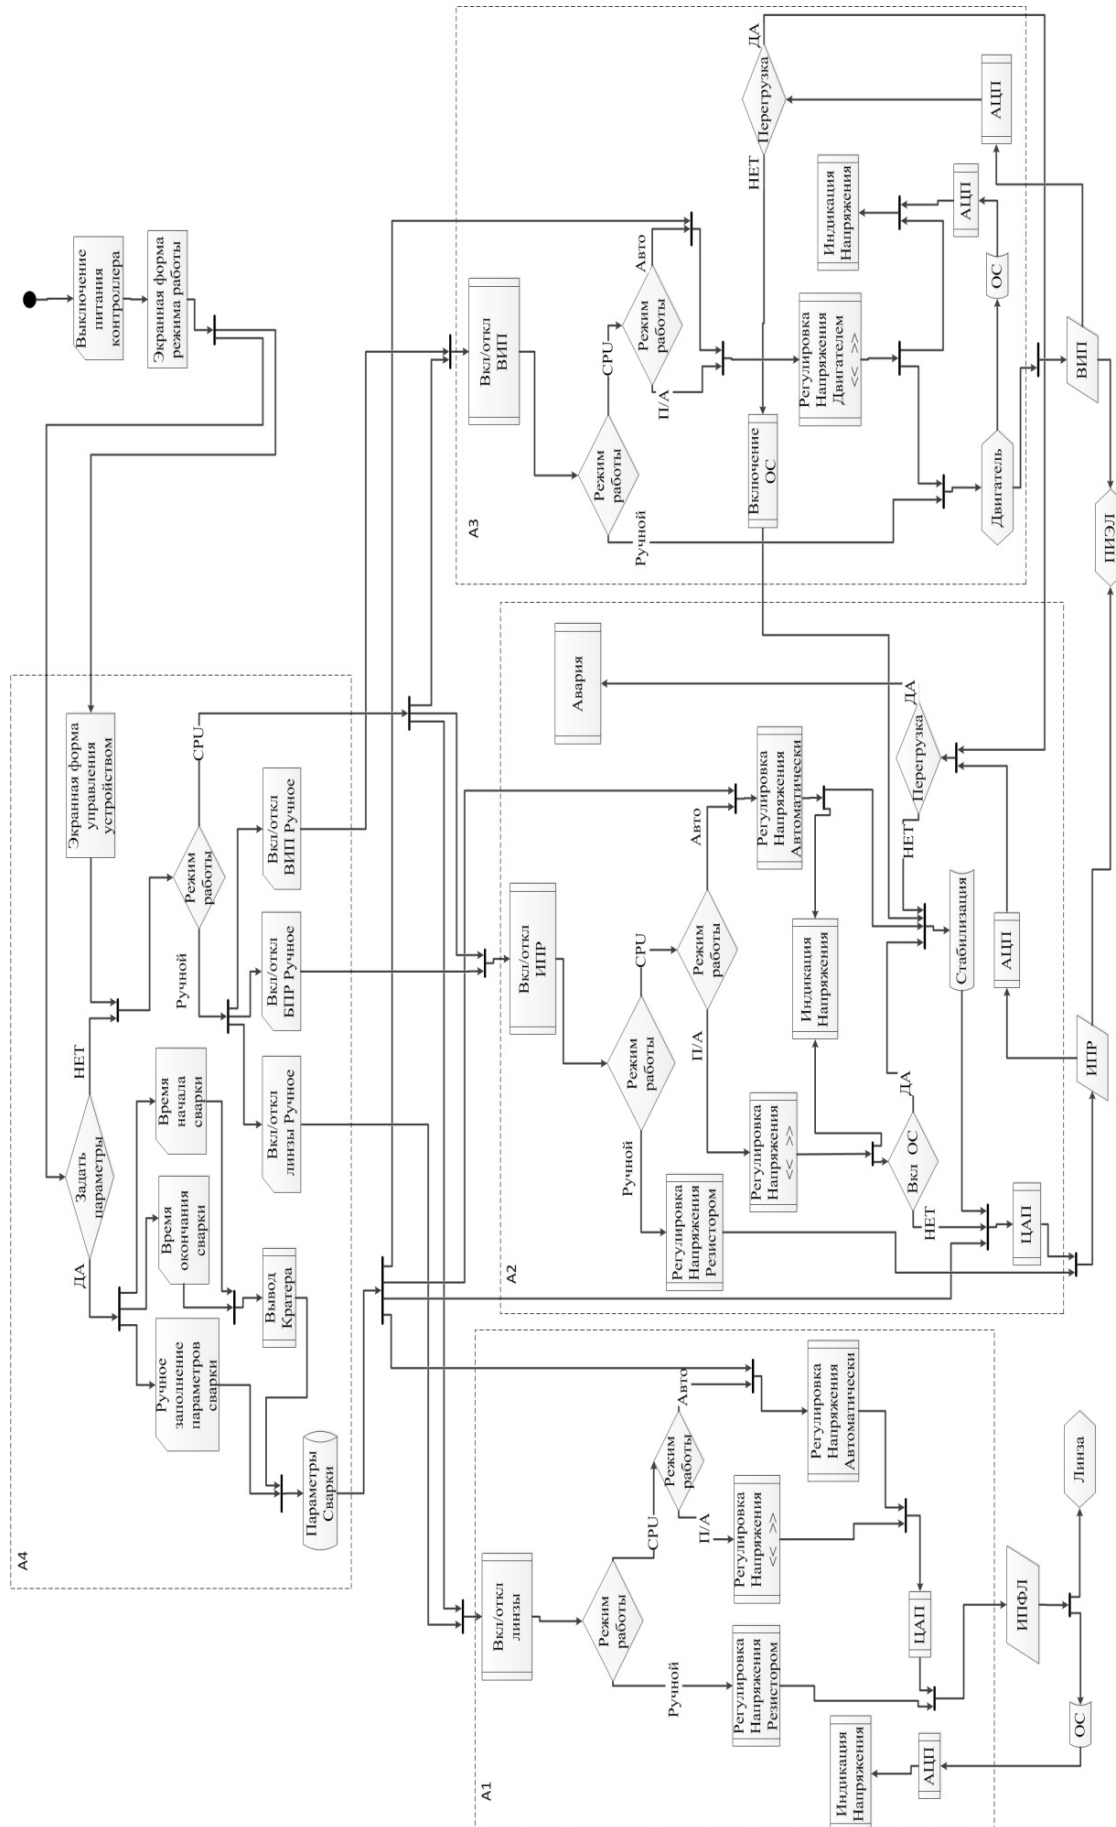 Выключение
питания
контроллера
Экранная форма
режима работы
A4
Экранная форма
управления
устройством
Задать
параметры
ДА
НЕТ
Режим
работы
Ручной
CPU
Ручное
заполнение
параметров
сварки
Время
окончания
сварки
Время
начала
сварки
Вывод
Кратера
Параметры
Сварки
Вкл/откл
линзы Ручное
Вкл/откл
БПР Ручное
Вкл/откл
ВИП Ручное
A1
Вкл/откл
линзы
Режим
работы
Ручной
CPU
Режим
работы
П/А
Авто
Регулировка
Напряжения
Резистором
Регулировка
Напряжения
<< >>
Регулировка
Напряжения
Автоматически
ЦАП
Индикация
Напряжения
АЦП
ОС
ИПФЛ
Линза
A2
Вкл/откл
ИПР
Режим
работы
Ручной
CPU
Режим
работы
П/А
Авто
Регулировка
Напряжения
Резистором
Регулировка
Напряжения
<< >>
Регулировка
Напряжения
Автоматически
Индикация
Напряжения
Авария
Вкл ОС
НЕТ
ДА
Перегрузка
НЕТ
ДА
Стабилизация
ЦАП
АЦП
ИПР
A3
Вкл/откл
ВИП
Режим
работы
Ручной
CPU
Режим
работы
П/А
Авто
Включение
ОС
Перегрузка
НЕТ
ДА
Регулировка
Напряжения
Двигателем
<< >>
Индикация
Напряжения
АЦП
ОС
АЦП
Двигатель
ВИП
ПИЭЛ